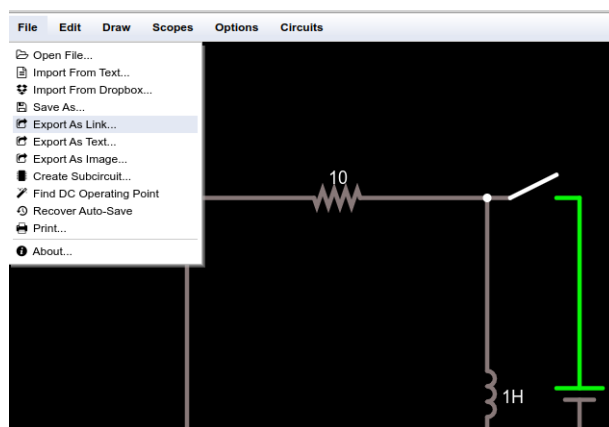 File Edit Draw Scopes Options Circuits
Open File...
Import From Text...
Import From Dropbox...
Save As...
Export As Link...
Export As Text...
Export As Image...
Create Subcircuit...
Find DC Operating Point
Recover Auto-Save
Print...
About...
10
1H